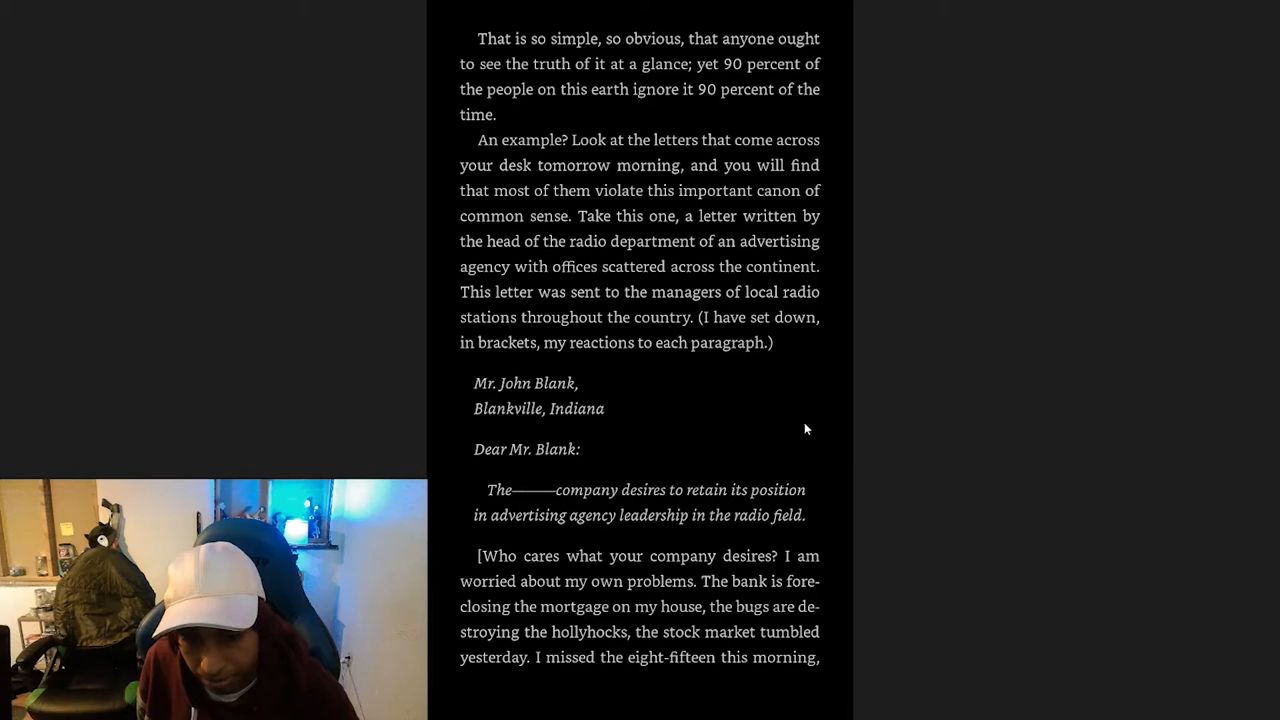 That is so simple, so obvious, that anyone ought
to see the truth of it at a glance; yet 90 percent of
the people on this earth ignore it 90 percent of the
time.
An example? Look at the letters that come across
your desk tomorrow morning, and you will find
that most of them violate this important canon of
common sense. Take this one, a letter written by
the head of the radio department of an advertising
agency with offices scattered across the continent.
This letter was sent to the managers of local radio
stations throughout the country. (I have set down,
in brackets, my reactions to each paragraph.)
Mr. John Blank,
Blankville, Indiana
Dear Mr. Blank:
The———company desires to retain its position
in advertising agency leadership in the radio field.
[Who cares what your company desires? I am
worried about my own problems. The bank is fore-
closing the mortgage on my house, the bugs are de-
stroying the hollyhocks, the stock market tumbled
yesterday. I missed the eight-fifteen this morning,